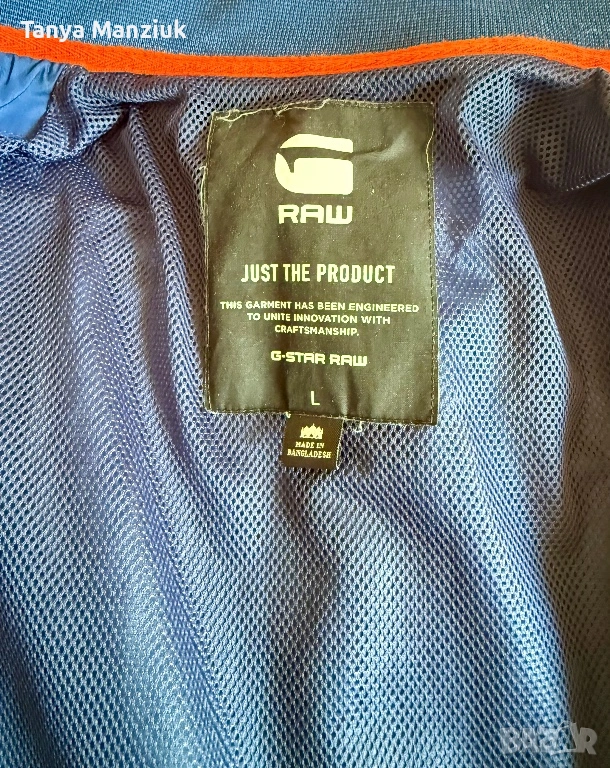 Tanya Manziuk
RAW
JUST THE PRODUCT
THIS GARMENT HAS BEEN ENGINEERED
TO UNITE INNOVATION WITH
CRAFTSMANSHIP.
G-STAR RAW
L
MADE IN
BANGLADESH
BAZAR